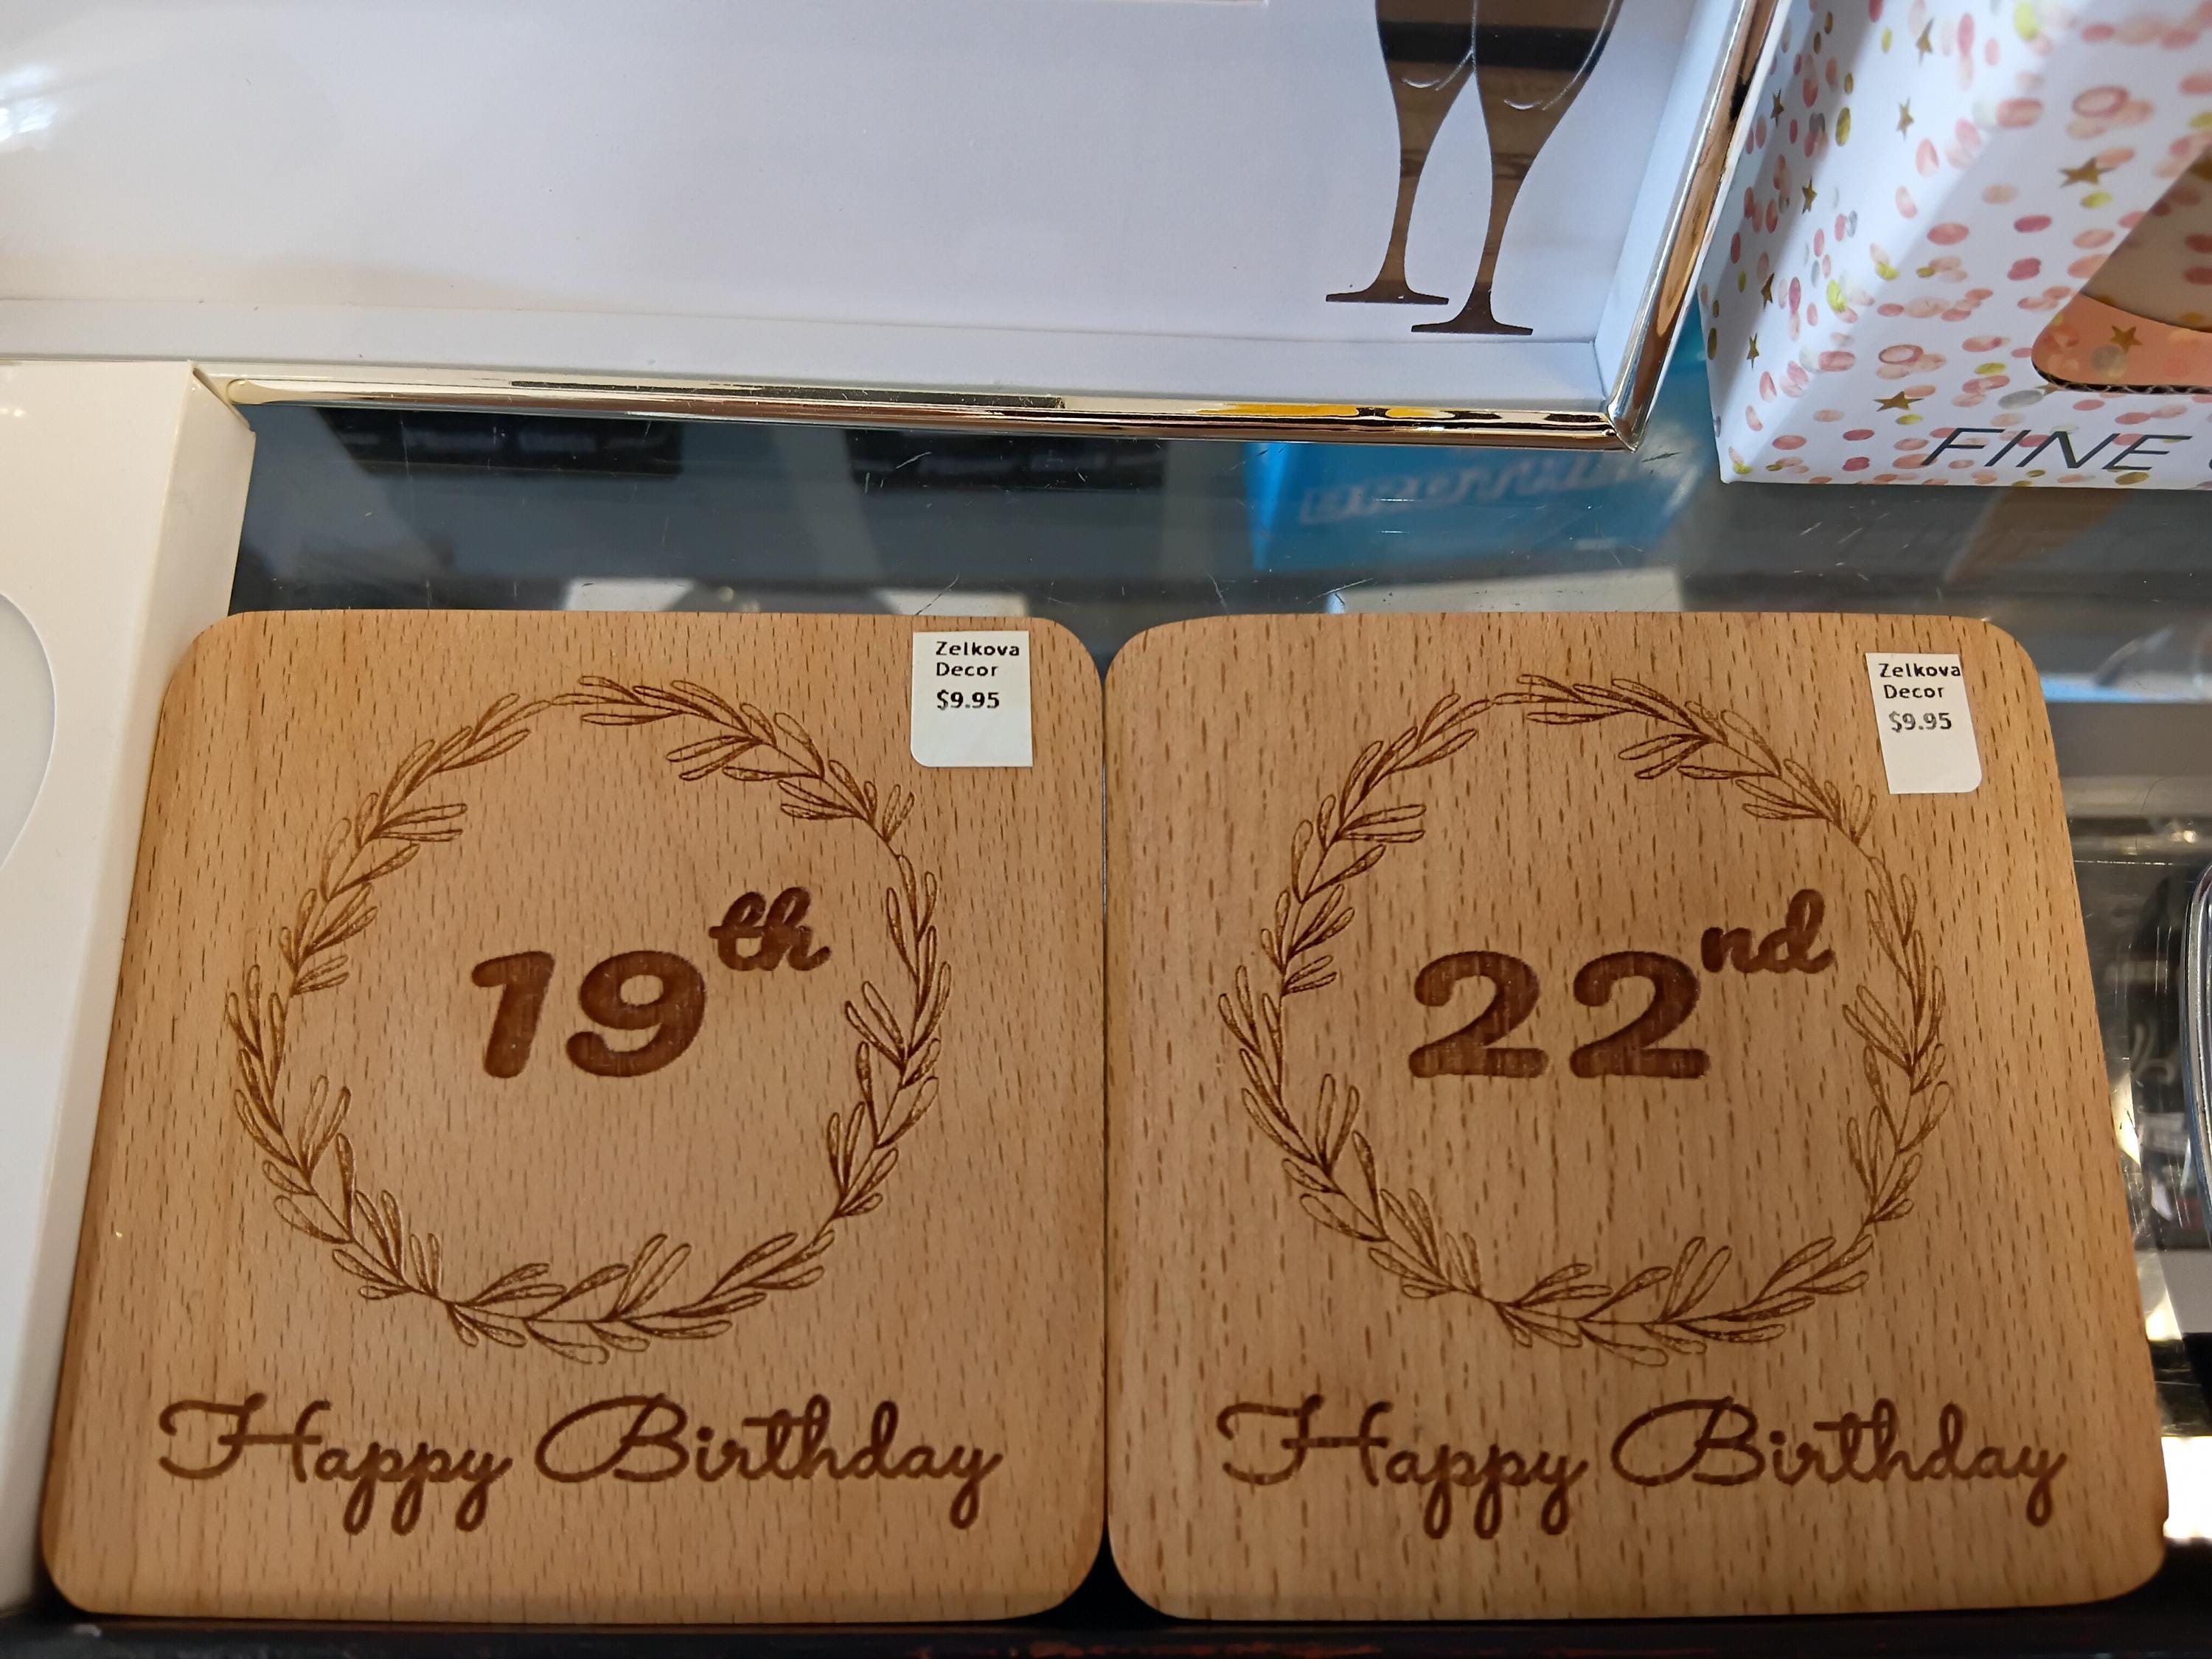 FINE
Zelkova
Decor
$9.95
19th
Happy Birthday
Zelkova
Decor
$9.95
22nd
Happy Birthday